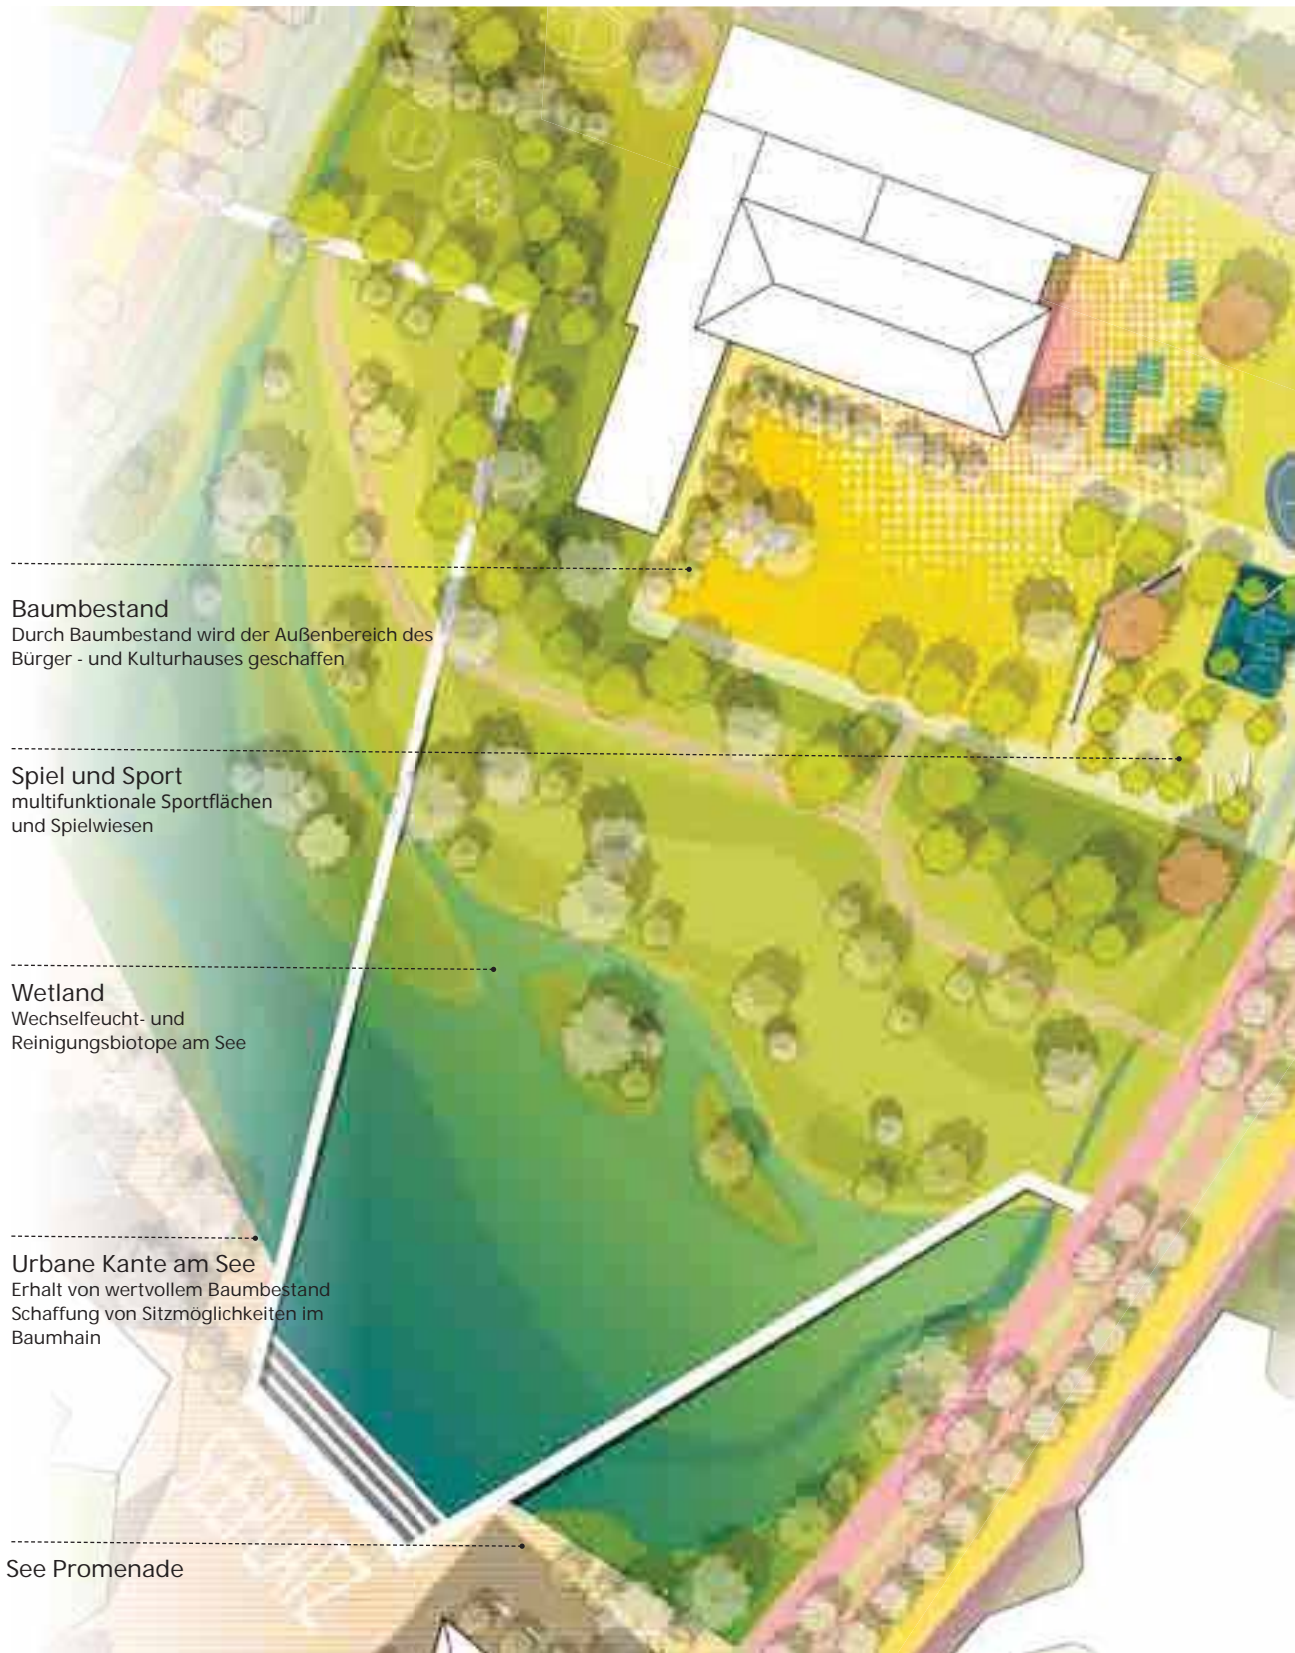 Baumbestand
Durch Baumbestand wird der Außenbereich des
Bürger - und Kulturhauses geschaffen
Spiel und Sport
multifunktionale Sportflächen
und Spielwiesen
Wetland
Wechselfeucht- und
Reinigungsbiotope am See
Urbane Kante am See
Erhalt von wertvollem Baumbestand
Schaffung von Sitzmöglichkeiten im
Baumhain
See Promenade